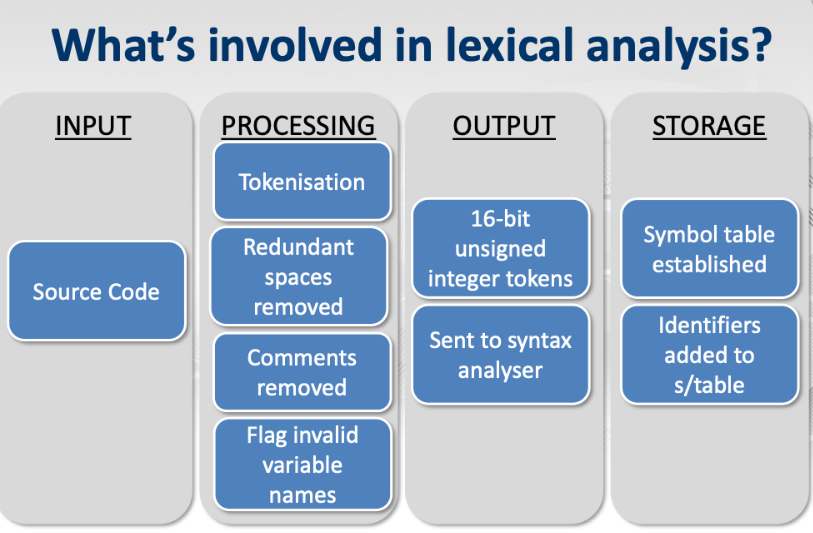 What's involved in lexical analysis?
INPUT
Source Code
PROCESSING
Tokenisation
Redundant
spaces
removed
Comments
removed
Flag invalid
variable
names
OUTPUT
16-bit
unsigned
integer tokens
Sent to syntax
analyser
STORAGE
Symbol table
established
Identifiers
added to
s/table